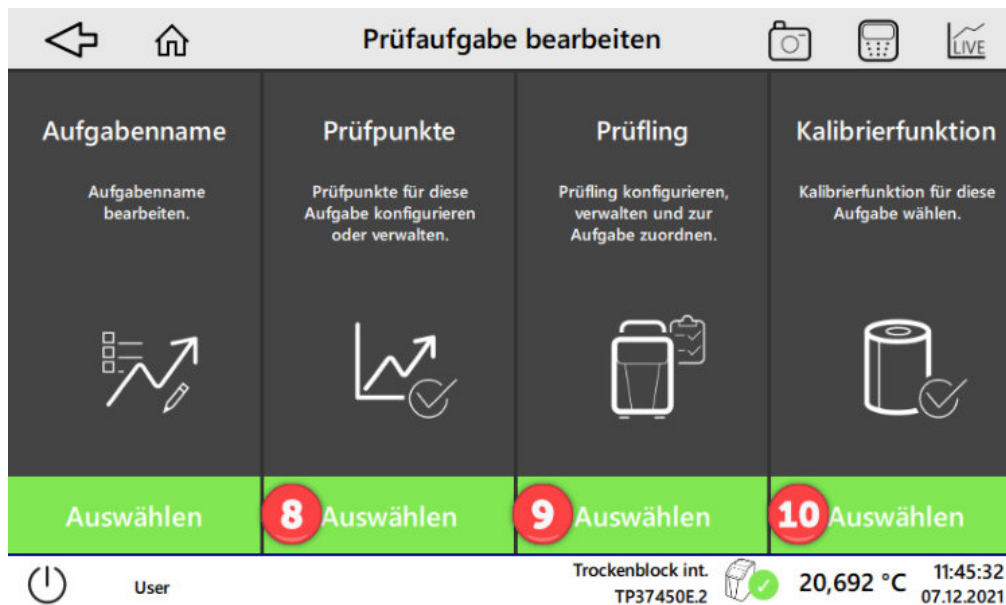 Prüfaufgabe bearbeiten
LIVE
Aufgabenname
Aufgabenname
bearbeiten.
Auswählen
Prüfpunkte
Prüfpunkte für diese
Aufgabe konfigurieren
oder verwalten.
8 Auswählen
Prüfling
Prüfling konfigurieren,
verwalten und zur
Aufgabe zuordnen.
9 Auswählen
Kalibrierfunktion
Kalibrierfunktion für diese
Aufgabe wählen.
10 Auswählen
User
Trockenblock int.
TP37450E.2
20,692 °C
11:45:32
07.12.2021